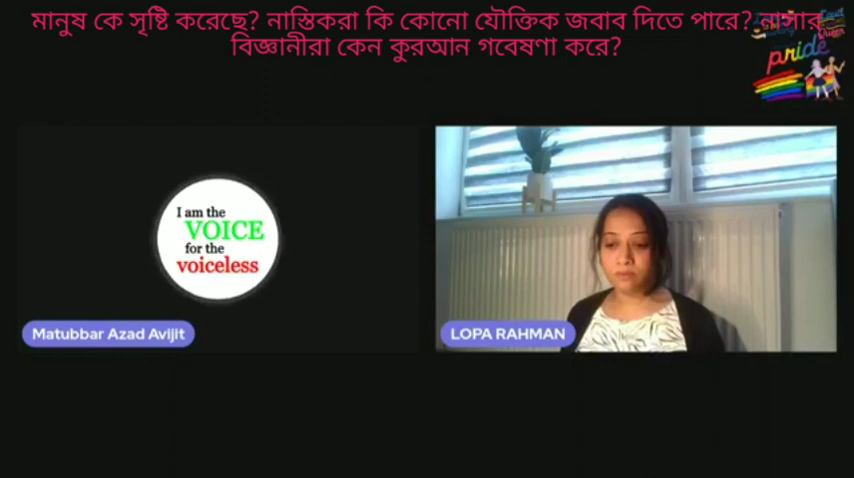 মানুষ কে সৃষ্টি করেছে? নাস্তিকরা কি কোনো যৌক্তিক জবাব দিতে পারে? নাসার
বিজ্ঞানীরা কেন কুরআন গবেষণা করে?
pride
I am the
VOICE
for the
voiceless
Matubbar Azad Avijit
LOPA RAHMAN